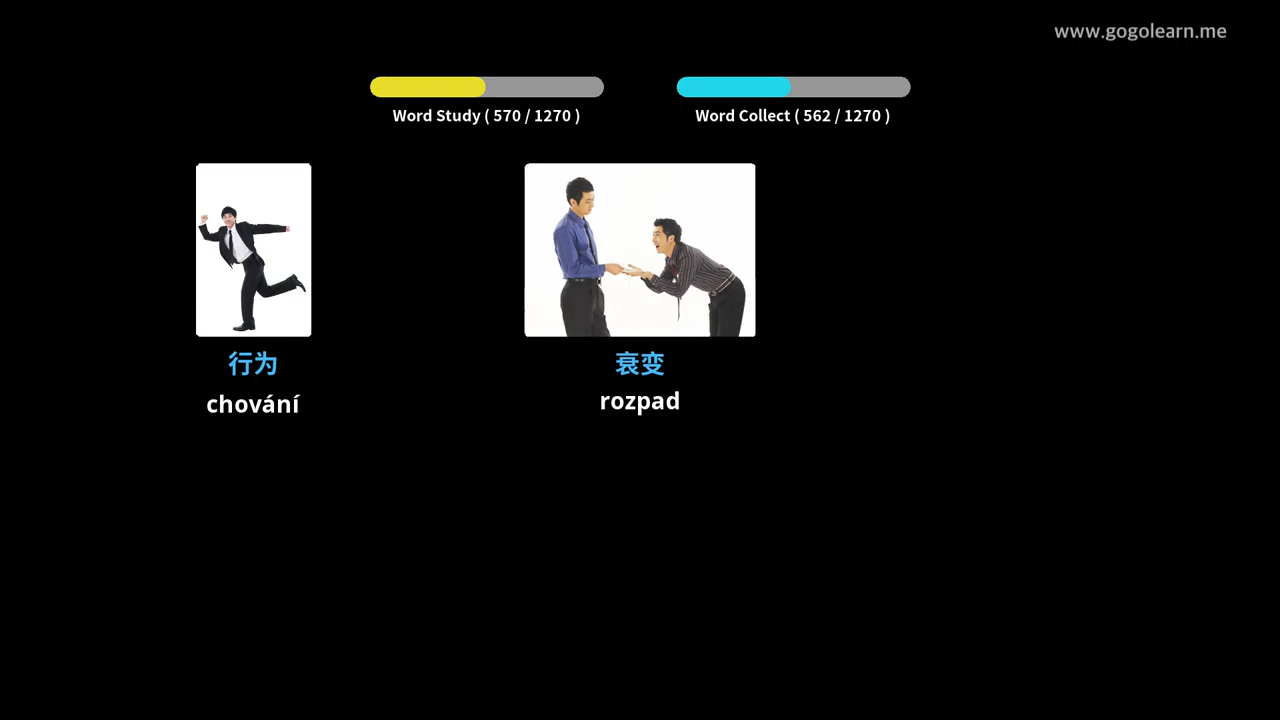 www.gogolearn.me
Word Study ( 570 / 1270 )
Word Collect ( 562 / 1270 )
行为
chování
衰变
rozpad